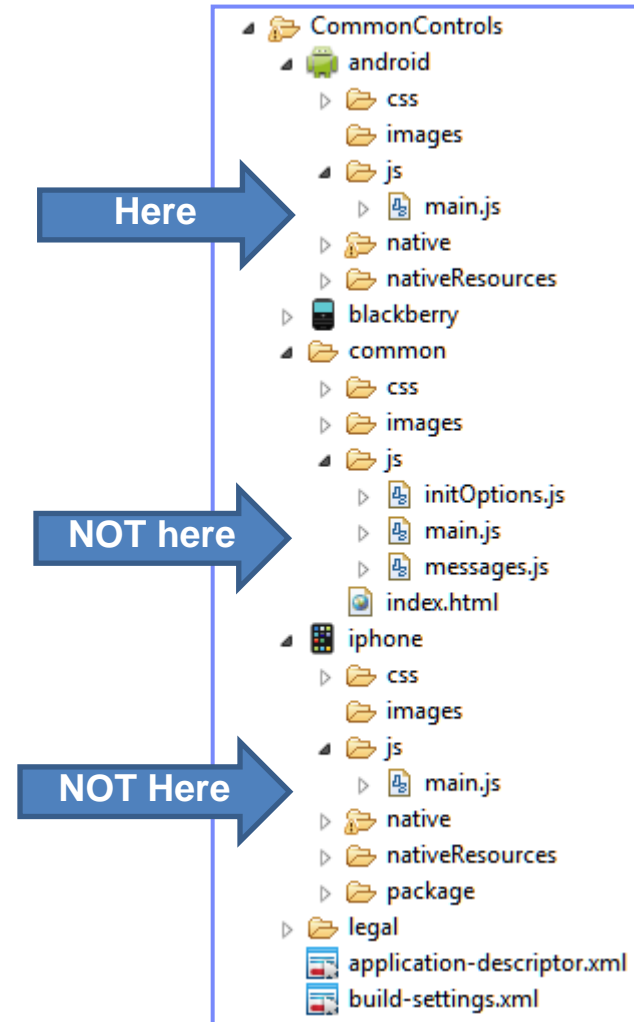 CommonControls
android
css
images
js
Here
main.js
native
nativeResources
blackberry
common
css
images
js
initOptions.js
NOT here
main.js
messages.js
index.html
iphone
css
images
js
NOT Here
main.js
native
nativeResources
package
legal
application-descriptor.xml
build-settings.xml